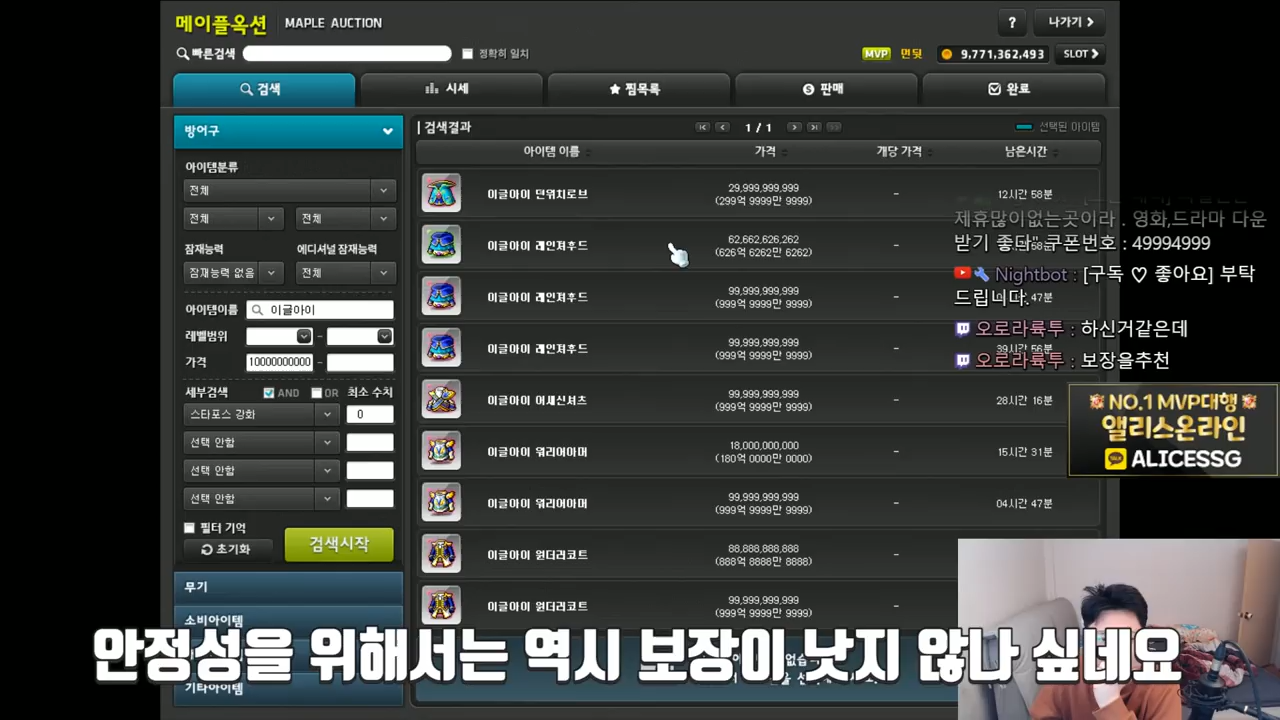 메이플옥션 MAPLE AUCTION
? 나가기
빠른검색 정확히 일치
MVP 면덫 9,771,362,493 SLOT
검색 시세 찜목록 판매 완료
방어구
아이템분류
전체
전체 전체
잠재능력 에디셔널 잠재능력
잠재능력 없음 전체
아이템이름 이글아이
레벨범위 -
가격 10000000000 -
세부검색 AND OR 최소 수치
스타포스 강화 0
선택 안함
선택 안함
선택 안함
필터 기억
초기화 검색시작
무기
소비아이템
기타아이템
검색결과 1 / 1 선택된 아이템
아이템 이름 가격 개당 가격 남은시간
이글아이 던위치로브 29,999,999,999 - 12시간 58분
(299억 9999만 9999)
이글아이 레인져후드 62,662,626,262 -
(626억 6262만 6262)
이글아이 레인져후드 99,999,999,999 -
(999억 9999만 9999)
이글아이 레인져후드 99,999,999,999 - 39시간 56분
(999억 9999만 9999)
이글아이 어새신셔츠 99,999,999,999 - 28시간 16분
(999억 9999만 9999)
이글아이 워리어아머 18,000,000,000 - 15시간 31분
(180억 0000만 0000)
이글아이 워리어아머 99,999,999,999 - 04시간 47분
(999억 9999만 9999)
이글아이 원더러코트 88,888,888,888 -
(888억 8888만 8888)
이글아이 원더러코트 99,999,999,999 -
(999억 9999만 9999)
제휴많이없는곳이라 . 영화,드라마 다운
받기 좋다" 쿠폰번호 : 49994999
Nightbot : [구독 ♡ 좋아요] 부탁
드립니다.
오로라륙투 : 하신거같은데
오로라륙투 : 보장을추천
NO.1 MVP대행
앨리스온라인
TALK ALICESSG
안정성을 위해서는 역시 보장이 낫지 않나 싶네요